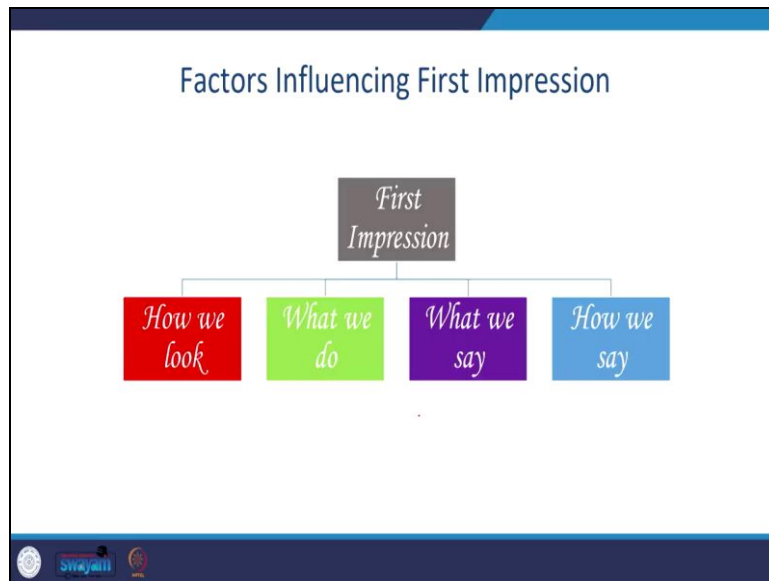 Factors Influencing First Impression
First
Impression
How we
look
What we
do
What we
say
How we
say
swayam